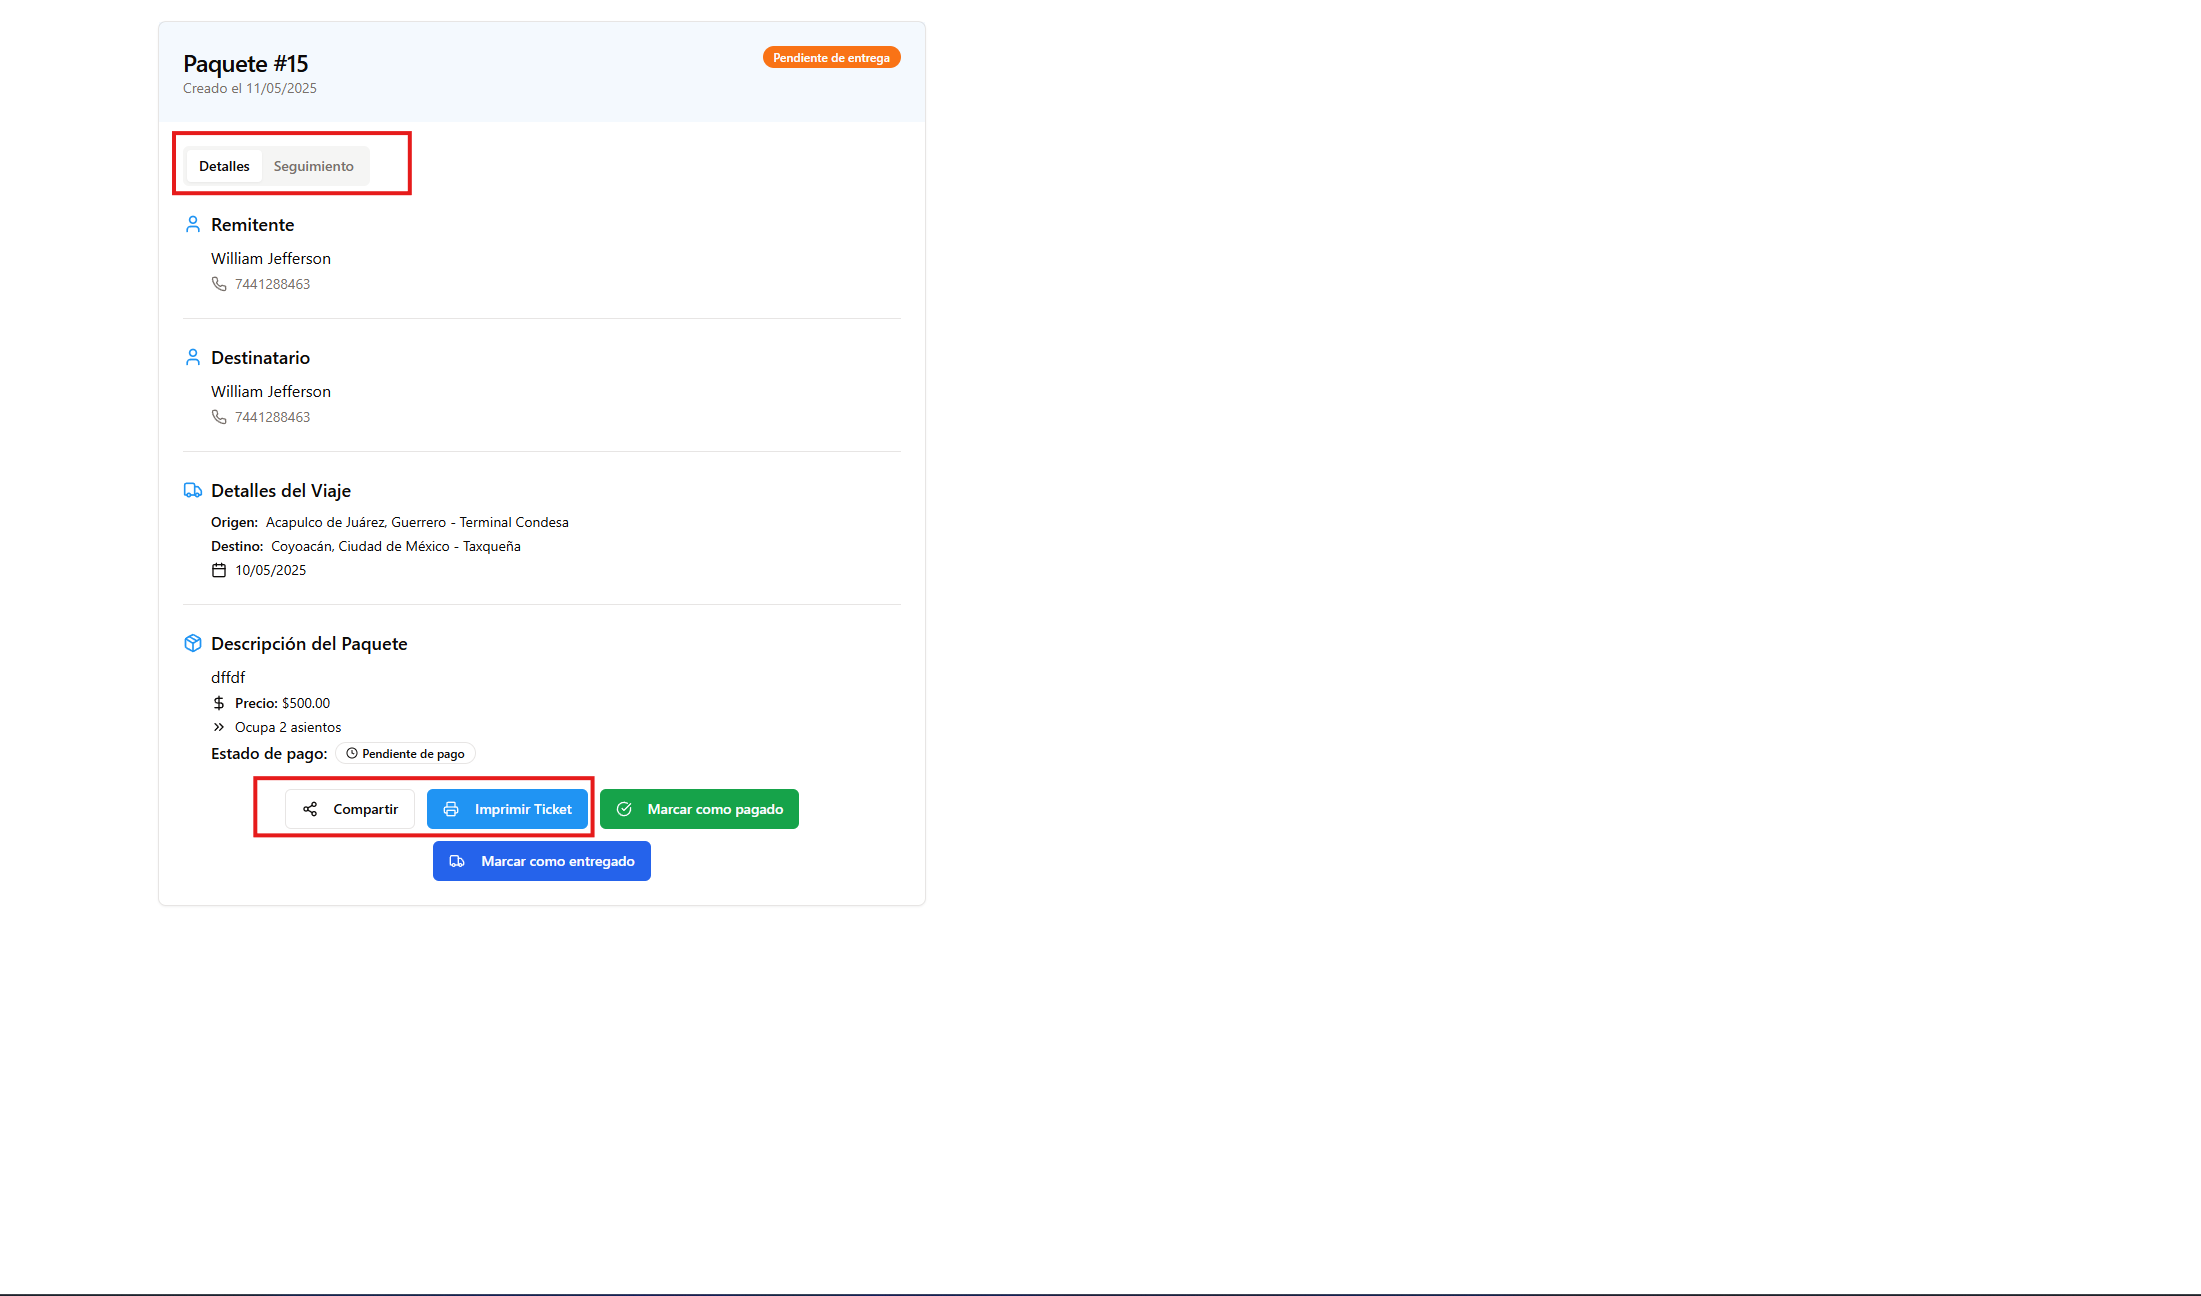 Paquete #15
Pendiente de entrega
Creado el 11/05/2025
Detalles Seguimiento
Remitente
William Jefferson
7441288463
Destinatario
William Jefferson
7441288463
Detalles del Viaje
Origen: Acapulco de Juárez, Guerrero - Terminal Condesa
Destino: Coyoacán, Ciudad de México - Taxqueña
10/05/2025
Descripción del Paquete
dffdf
Precio: $500.00
Ocupa 2 asientos
Estado de pago: Pendiente de pago
Compartir Imprimir Ticket Marcar como pagado
Marcar como entregado